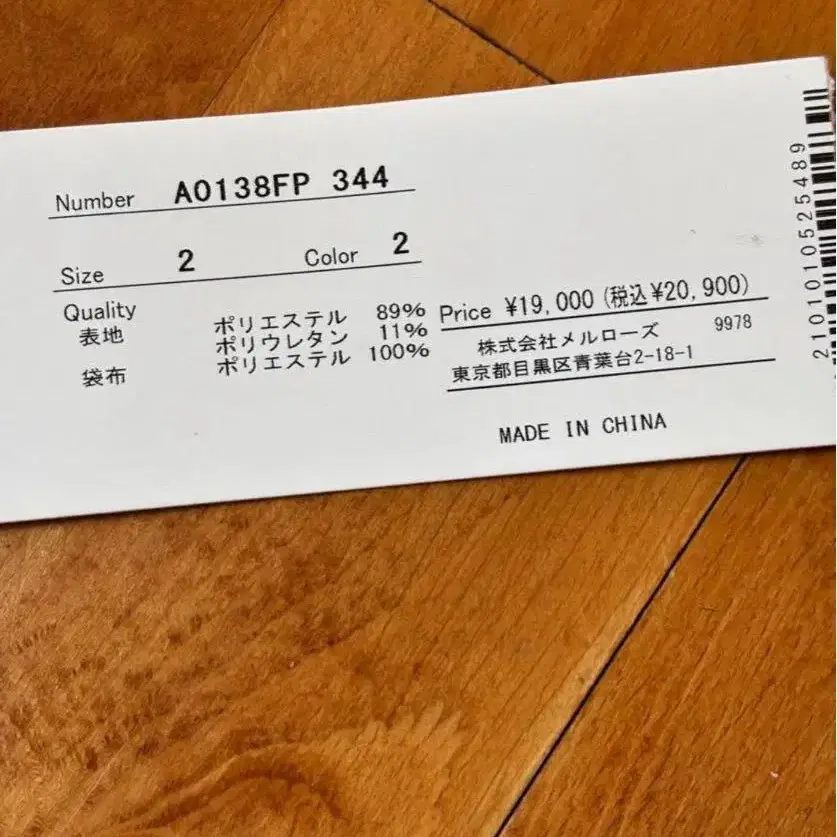 Number A0138FP 344
Size 2 Color 2
Quality
表地 ポリエステル 89%
ポリウレタン 11%
袋布 ポリエステル 100%
Price ¥19,000 (税込¥20,900)
株式会社メルローズ 9978
東京都目黒区青葉台2-18-1
MADE IN CHINA
2101010525489